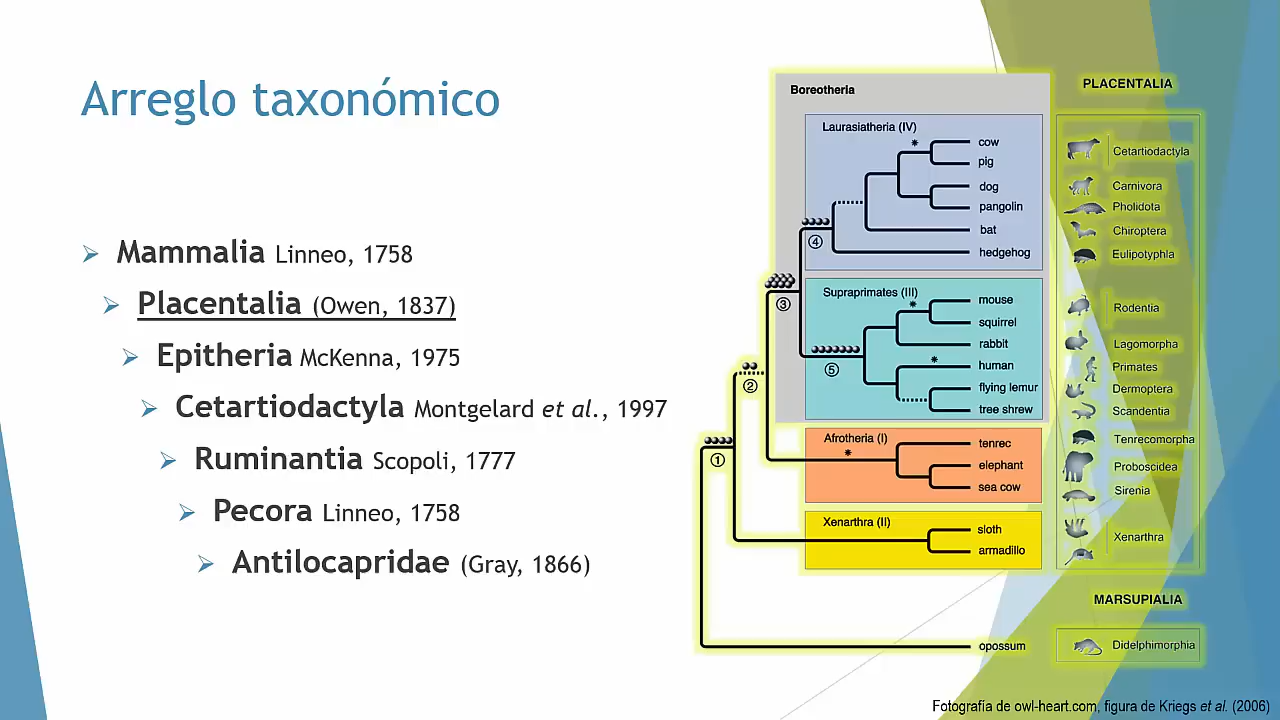 Arreglo taxonómico
Mammalia Linneo, 1758
Placentalia (Owen, 1837)
Epitheria McKenna, 1975
Cetartiodactyla Montgelard et al., 1997
Ruminantia Scopoli, 1777
Pecora Linneo, 1758
Antilocapridae (Gray, 1866)
Boreotheria
Laurasiatheria (IV)
*
cow
pig
dog
pangolin
bat
hedgehog
④
③
Supraprimates (III)
*
mouse
squirrel
rabbit
*
human
flying lemur
tree shrew
⑤
②
①
Afrotheria (I)
*
tenrec
elephant
sea cow
Xenarthra (II)
sloth
armadillo
opossum
PLACENTALIA
Cetartiodactyla
Carnivora
Pholidota
Chiroptera
Eulipotyphla
Rodentia
Lagomorpha
Primates
Dermoptera
Scandentia
Tenrecomorpha
Proboscidea
Sirenia
Xenarthra
MARSUPIALIA
Didelphimorphia
Fotografía de owl-heart.com, figura de Kriegs et al. (2006)